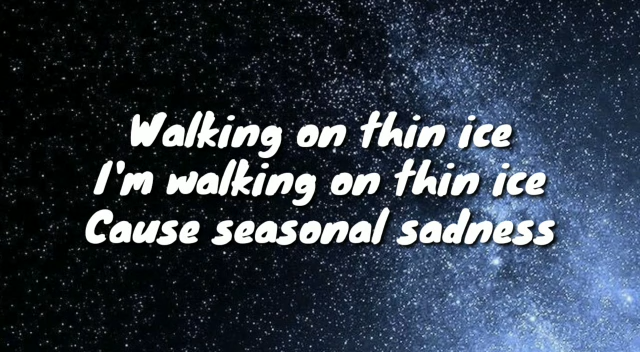 Walking on thin ice
I'm walking on thin ice
Cause seasonal sadness